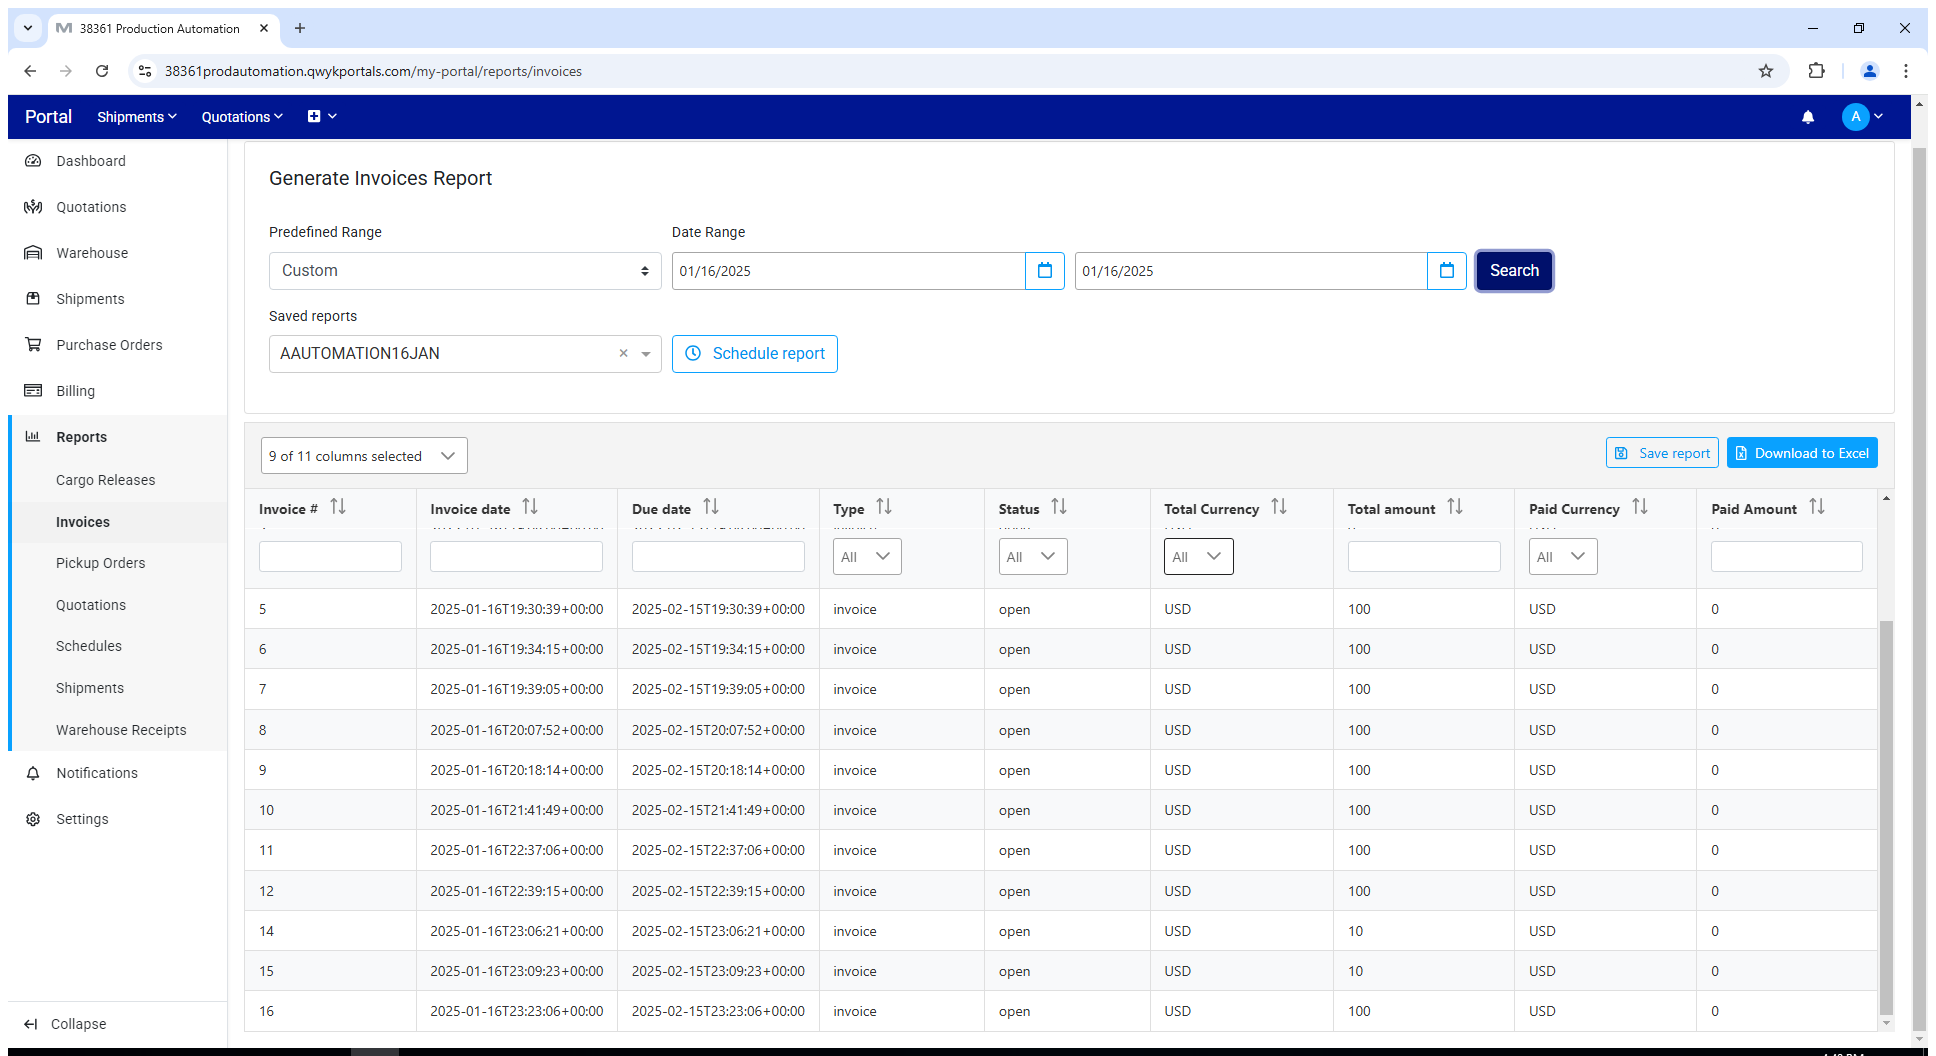 38361 Production Automation
38361prodautomation.qwykportals.com/my-portal/reports/invoices
Portal Shipments Quotations A
Dashboard
Quotations
Warehouse
Shipments
Purchase Orders
Billing
Reports
Cargo Releases
Invoices
Pickup Orders
Quotations
Schedules
Shipments
Warehouse Receipts
Notifications
Settings
Collapse
Generate Invoices Report
Predefined Range Date Range
Custom 01/16/2025 01/16/2025 Search
Saved reports
AAUTOMATION16JAN Schedule report
9 of 11 columns selected Save report Download to Excel
Invoice # Invoice date Due date Type Status Total Currency Total amount Paid Currency Paid Amount
All All All All
5 2025-01-16T19:30:39+00:00 2025-02-15T19:30:39+00:00 invoice open USD 100 USD 0
6 2025-01-16T19:34:15+00:00 2025-02-15T19:34:15+00:00 invoice open USD 100 USD 0
7 2025-01-16T19:39:05+00:00 2025-02-15T19:39:05+00:00 invoice open USD 100 USD 0
8 2025-01-16T20:07:52+00:00 2025-02-15T20:07:52+00:00 invoice open USD 100 USD 0
9 2025-01-16T20:18:14+00:00 2025-02-15T20:18:14+00:00 invoice open USD 100 USD 0
10 2025-01-16T21:41:49+00:00 2025-02-15T21:41:49+00:00 invoice open USD 100 USD 0
11 2025-01-16T22:37:06+00:00 2025-02-15T22:37:06+00:00 invoice open USD 100 USD 0
12 2025-01-16T22:39:15+00:00 2025-02-15T22:39:15+00:00 invoice open USD 100 USD 0
14 2025-01-16T23:06:21+00:00 2025-02-15T23:06:21+00:00 invoice open USD 10 USD 0
15 2025-01-16T23:09:23+00:00 2025-02-15T23:09:23+00:00 invoice open USD 10 USD 0
16 2025-01-16T23:23:06+00:00 2025-02-15T23:23:06+00:00 invoice open USD 100 USD 0